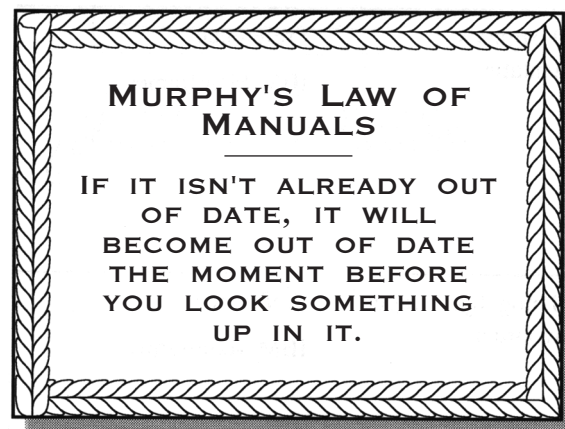 MURPHY'S LAW OF
MANUALS
IF IT ISN'T ALREADY OUT
OF DATE, IT WILL
BECOME OUT OF DATE
THE MOMENT BEFORE
YOU LOOK SOMETHING
UP IN IT.